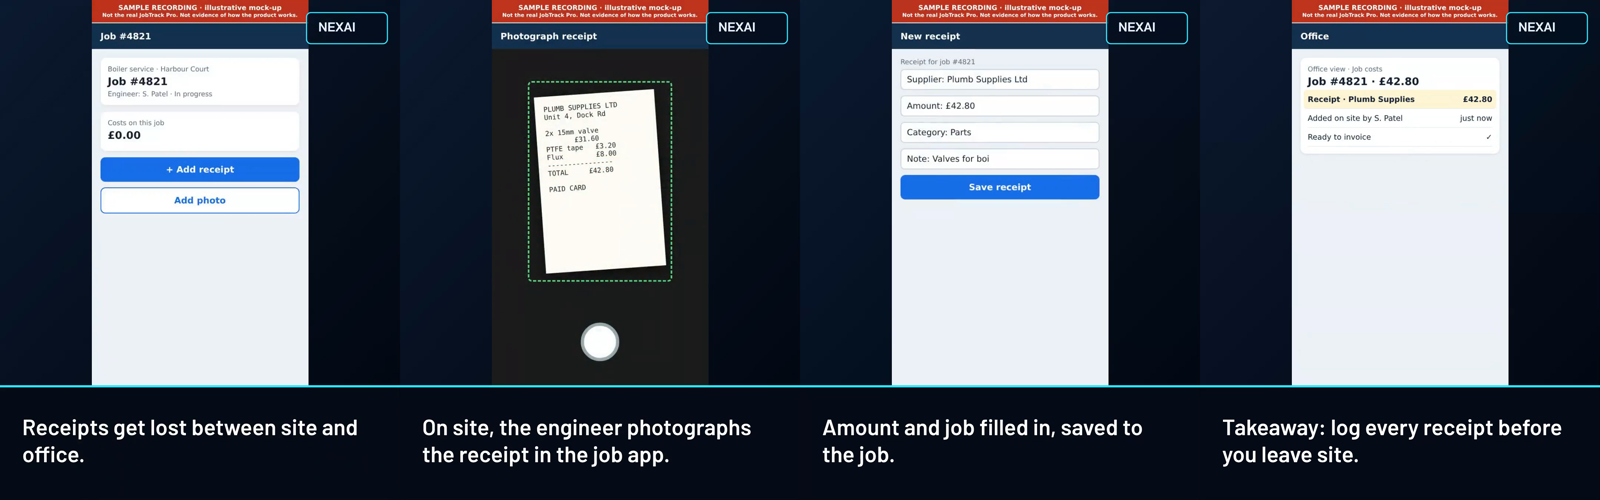 SAMPLE RECORDING · illustrative mock-up
Not the real JobTrack Pro. Not evidence of how the product works.
NEXAI
Job #4821
Boiler service · Harbour Court
Job #4821
Engineer: S. Patel · In progress
Costs on this job
£0.00
+ Add receipt
Add photo
Receipts get lost between site and
office.
SAMPLE RECORDING · illustrative mock-up
Not the real JobTrack Pro. Not evidence of how the product works.
NEXAI
Photograph receipt
PLUMB SUPPLIES LTD
Unit 4, Dock Rd
2x 15mm valve
£31.60
PTFE tape £3.20
Flux £8.00
----------------
TOTAL £42.80
PAID CARD
On site, the engineer photographs
the receipt in the job app.
SAMPLE RECORDING · illustrative mock-up
Not the real JobTrack Pro. Not evidence of how the product works.
NEXAI
New receipt
Receipt for job #4821
Supplier: Plumb Supplies Ltd
Amount: £42.80
Category: Parts
Note: Valves for boi
Save receipt
Amount and job filled in, saved to
the job.
SAMPLE RECORDING · illustrative mock-up
Not the real JobTrack Pro. Not evidence of how the product works.
NEXAI
Office
Office view · Job costs
Job #4821 · £42.80
Receipt · Plumb Supplies £42.80
Added on site by S. Patel just now
Ready to invoice ✓
Takeaway: log every receipt before
you leave site.